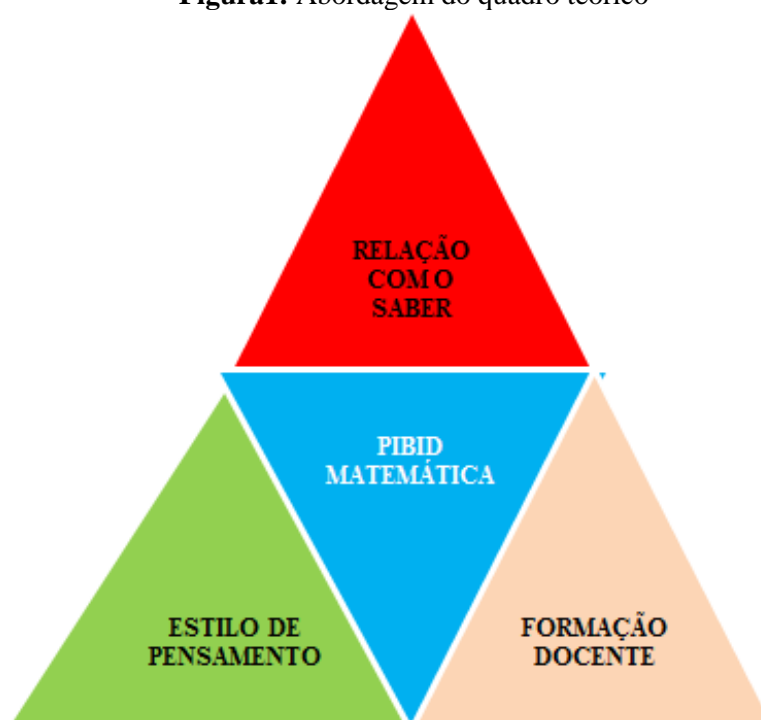 Figura1: Abordagem do quadro teórico
RELAÇÃO
COM O
SABER
PIBID
MATEMÁTICA
ESTILO DE
PENSAMENTO
FORMAÇÃO
DOCENTE